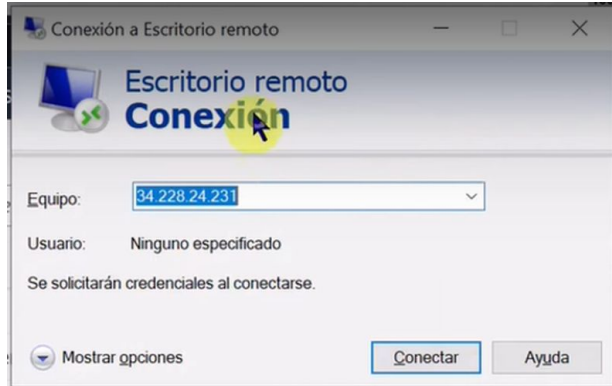 Conexión a Escritorio remoto
Escritorio remoto
Conexión
Equipo: 34.228.24.231
Usuario: Ninguno especificado
Se solicitarán credenciales al conectarse.
Mostrar opciones Conectar Ayuda